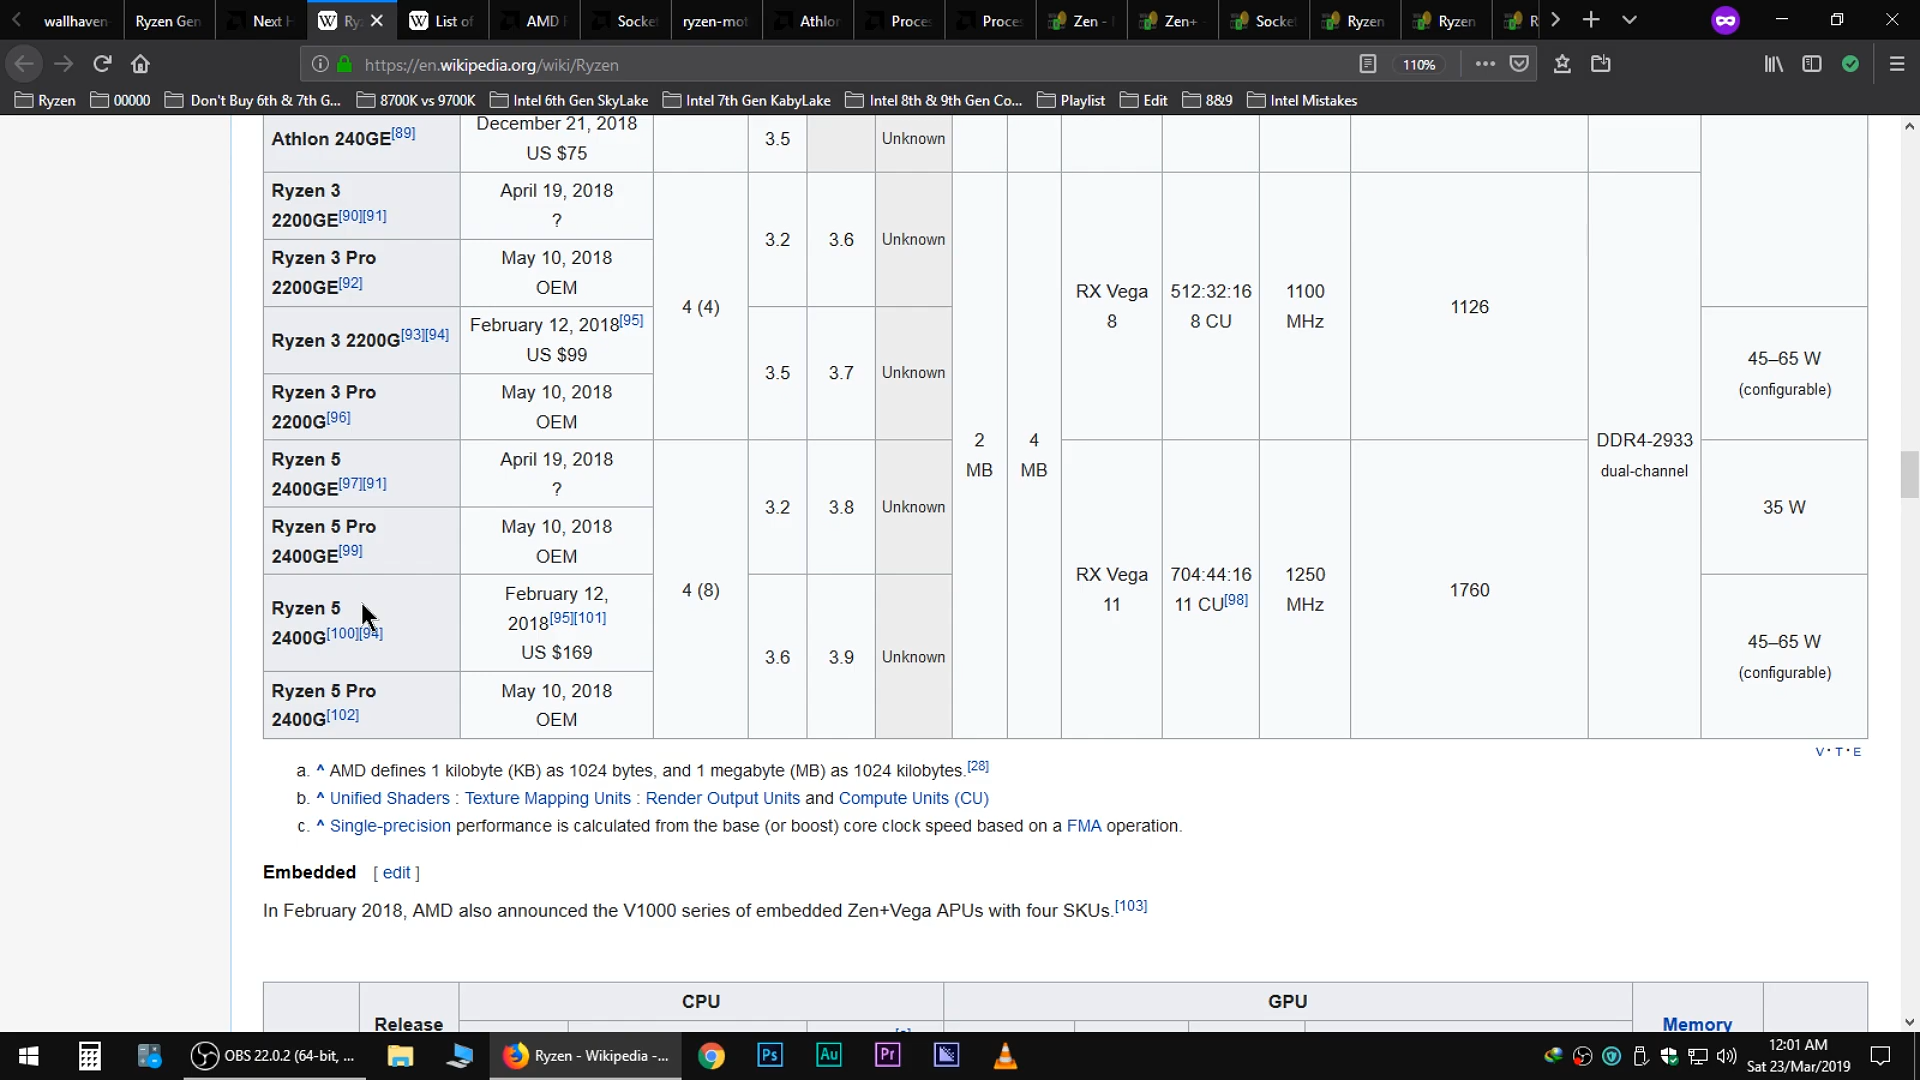 wallhaven-
Ryzen Gen
Next H
Ry
List of
AMD
Socket
ryzen-mot
Athlon
Proces
Proces
Zen -
Zen+ -
Socket
Ryzen
Ryzen
R
https://en.wikipedia.org/wiki/Ryzen
110%
Ryzen
00000
Don't Buy 6th & 7th G...
8700K vs 9700K
Intel 6th Gen SkyLake
Intel 7th Gen KabyLake
Intel 8th & 9th Gen Co...
Playlist
Edit
8&9
Intel Mistakes
Athlon 240GE[89]
December 21, 2018
US $75
3.5
Unknown
Ryzen 3
2200GE[90][91]
April 19, 2018
?
Ryzen 3 Pro
2200GE[92]
May 10, 2018
OEM
3.2
3.6
Unknown
Ryzen 3 2200G[93][94]
February 12, 2018[95]
US $99
Ryzen 3 Pro
2200G[96]
May 10, 2018
OEM
4 (4)
3.5
3.7
Unknown
RX Vega
8
512:32:16
8 CU
1100
MHz
1126
45–65 W
(configurable)
2
MB
4
MB
DDR4-2933
dual-channel
Ryzen 5
2400GE[97][91]
April 19, 2018
?
Ryzen 5 Pro
2400GE[99]
May 10, 2018
OEM
3.2
3.8
Unknown
35 W
Ryzen 5
2400G[100][94]
February 12,
2018[95][101]
US $169
4 (8)
RX Vega
11
704:44:16
11 CU[98]
1250
MHz
1760
Ryzen 5 Pro
2400G[102]
May 10, 2018
OEM
3.6
3.9
Unknown
45–65 W
(configurable)
V·T·E
a. ^ AMD defines 1 kilobyte (KB) as 1024 bytes, and 1 megabyte (MB) as 1024 kilobytes.[28]
b. ^ Unified Shaders : Texture Mapping Units : Render Output Units and Compute Units (CU)
c. ^ Single-precision performance is calculated from the base (or boost) core clock speed based on a FMA operation.
Embedded [ edit ]
In February 2018, AMD also announced the V1000 series of embedded Zen+Vega APUs with four SKUs.[103]
CPU
GPU
Release
Memory
OBS 22.0.2 (64-bit, ...
Ryzen - Wikipedia -...
Ps
Au
Pr
12:01 AM
Sat 23/Mar/2019